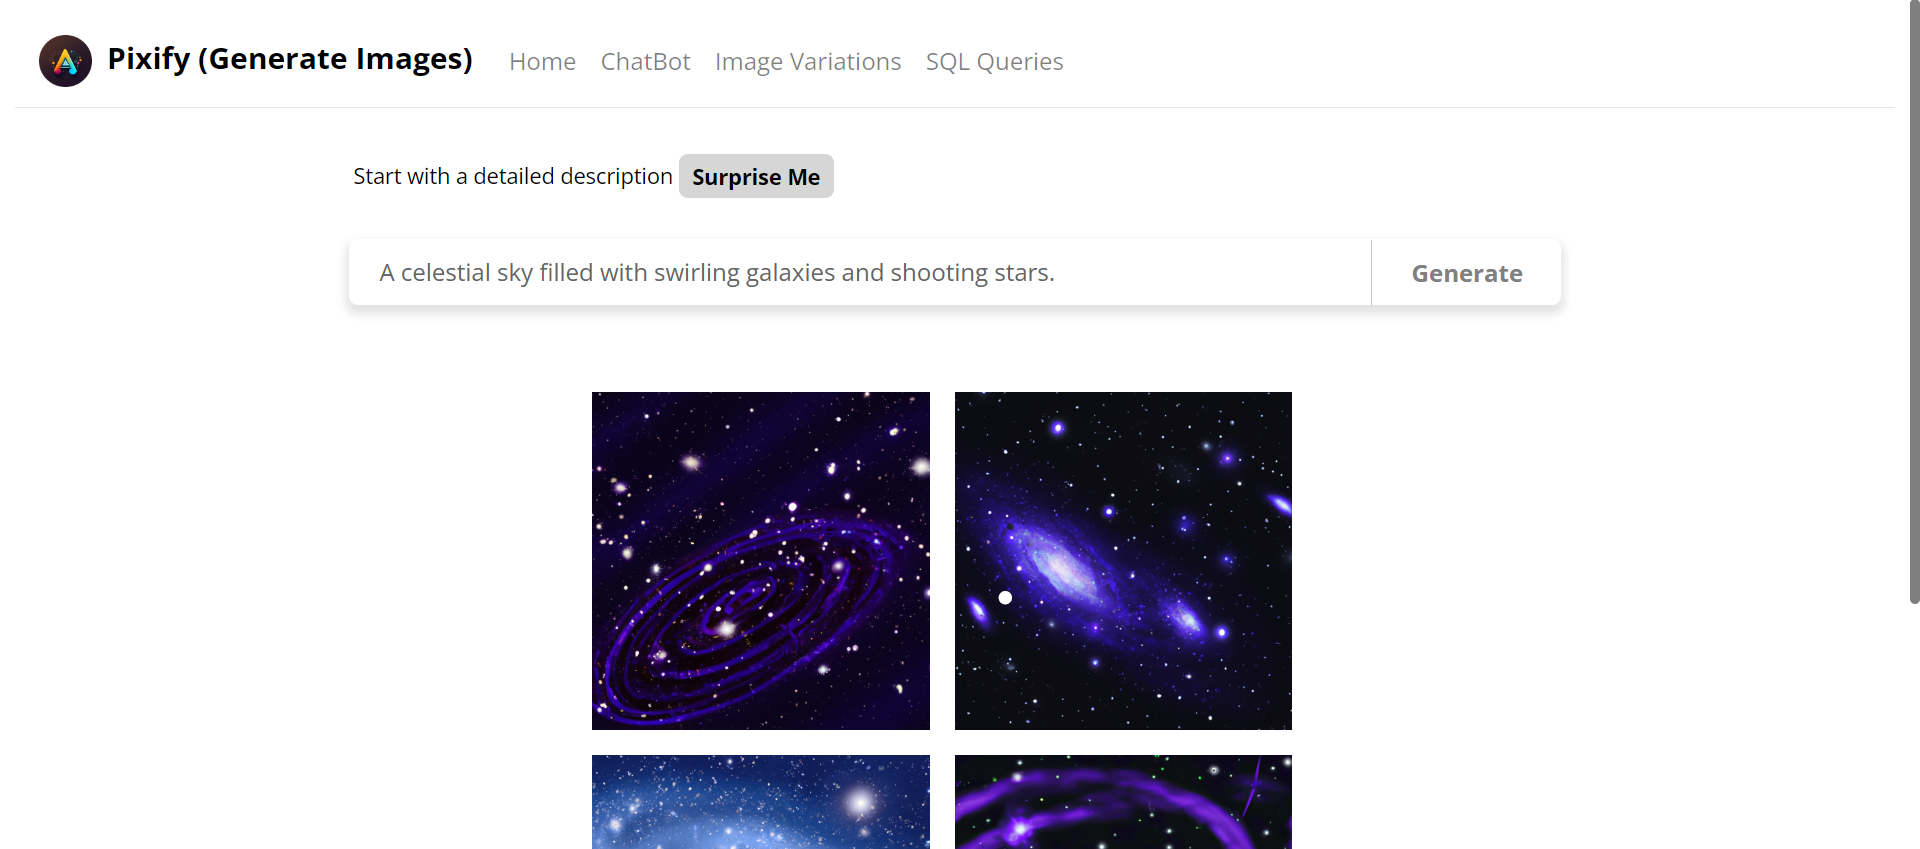 Pixify (Generate Images) Home ChatBot Image Variations SQL Queries
Start with a detailed description Surprise Me
A celestial sky filled with swirling galaxies and shooting stars. Generate